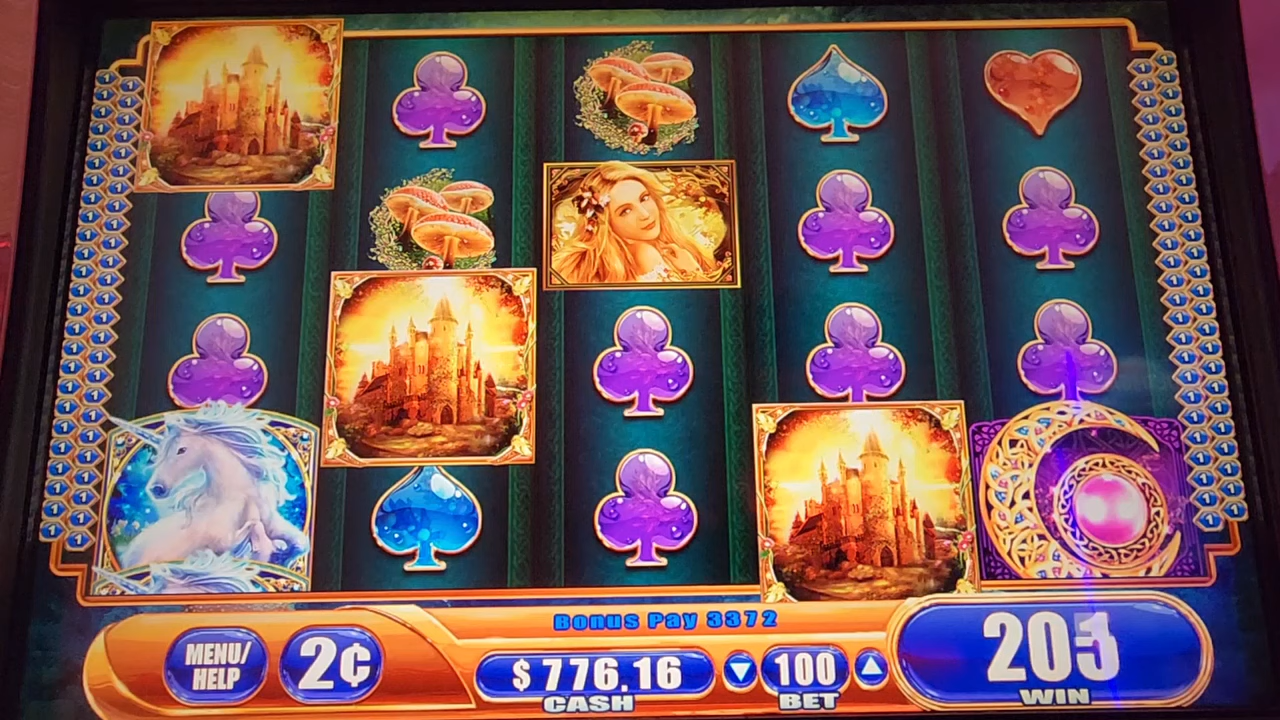 Bonus Pay 3372
MENU/
HELP
2¢
$776.16
CASH
100
BET
WIN